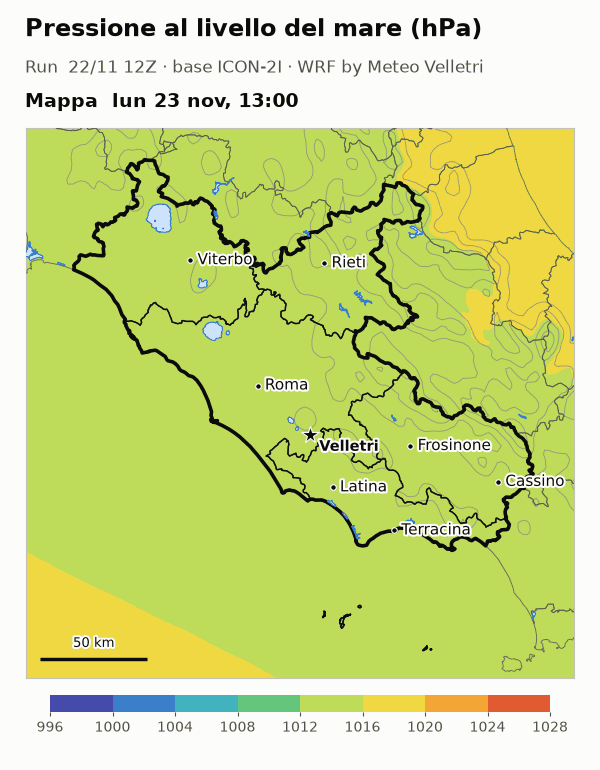 Pressione al livello del mare (hPa)
Run  22/11 12Z · base ICON-2I · WRF by Meteo Velletri
Mappa  lun 23 nov, 13:00
Viterbo
Rieti
Roma
Velletri
Frosinone
Latina
Cassino
Terracina
50 km
996 1000 1004 1008 1012 1016 1020 1024 1028